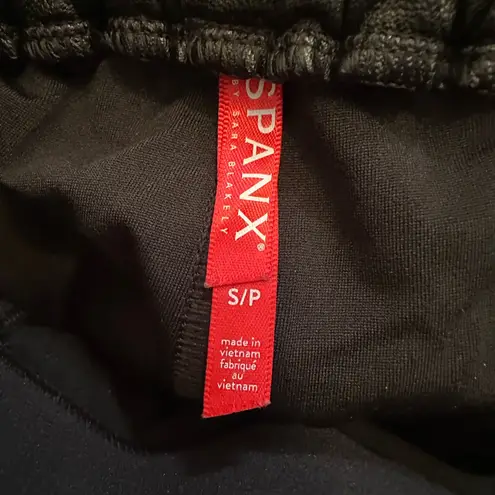 SPANX®
BY SARA BLAKELY
S/P
made in
vietnam
fabriqué
au
vietnam